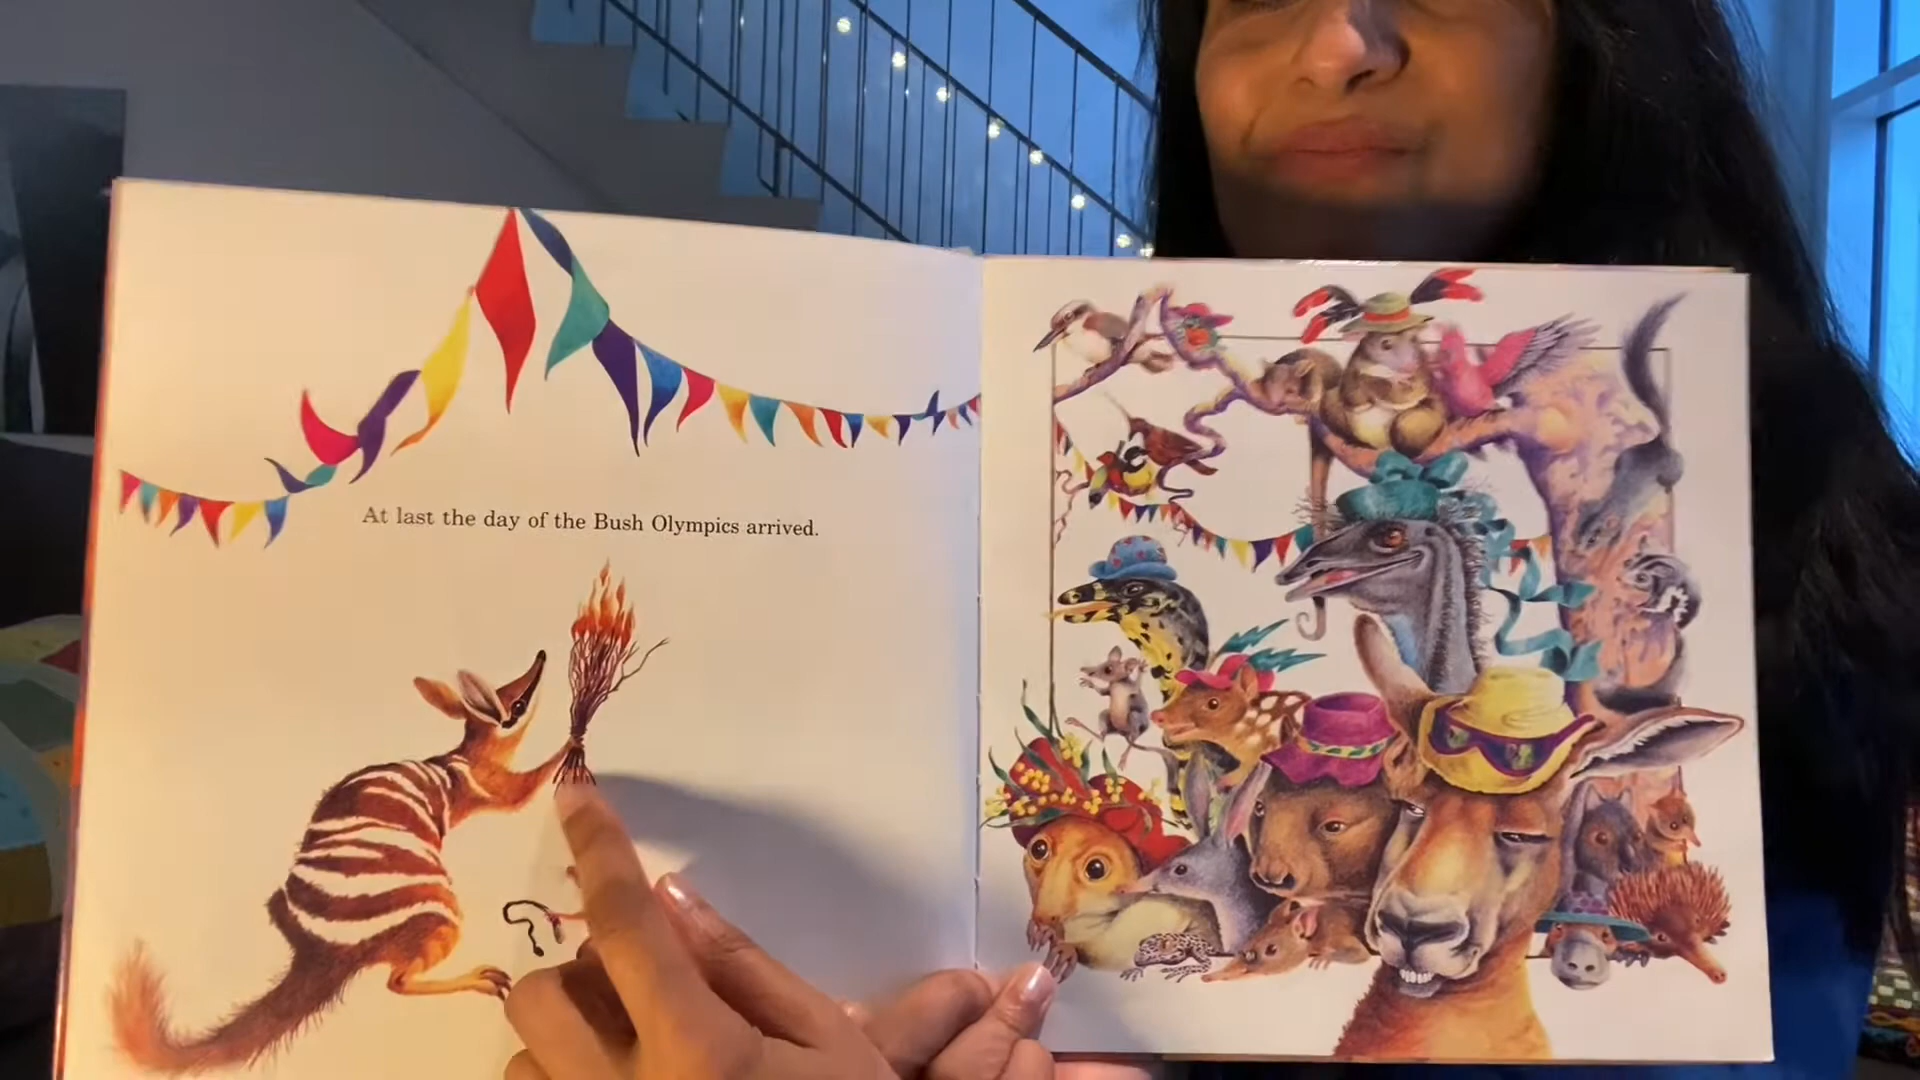 At last the day of the Bush Olympics arrived.